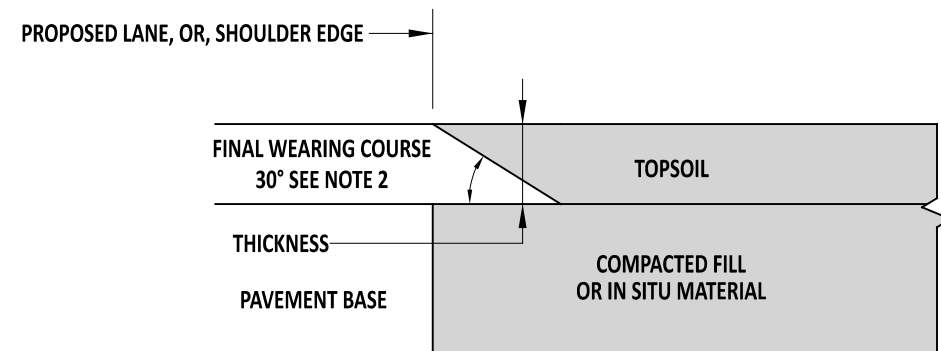 PROPOSED LANE, OR, SHOULDER EDGE
FINAL WEARING COURSE
30° SEE NOTE 2
TOPSOIL
THICKNESS
PAVEMENT BASE
COMPACTED FILL
OR IN SITU MATERIAL